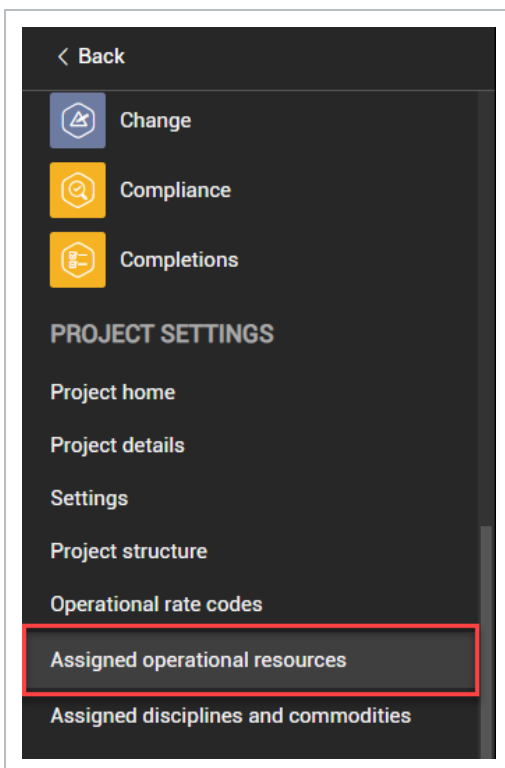 Back
Change
Compliance
Completions
PROJECT SETTINGS
Project home
Project details
Settings
Project structure
Operational rate codes
Assigned operational resources
Assigned disciplines and commodities